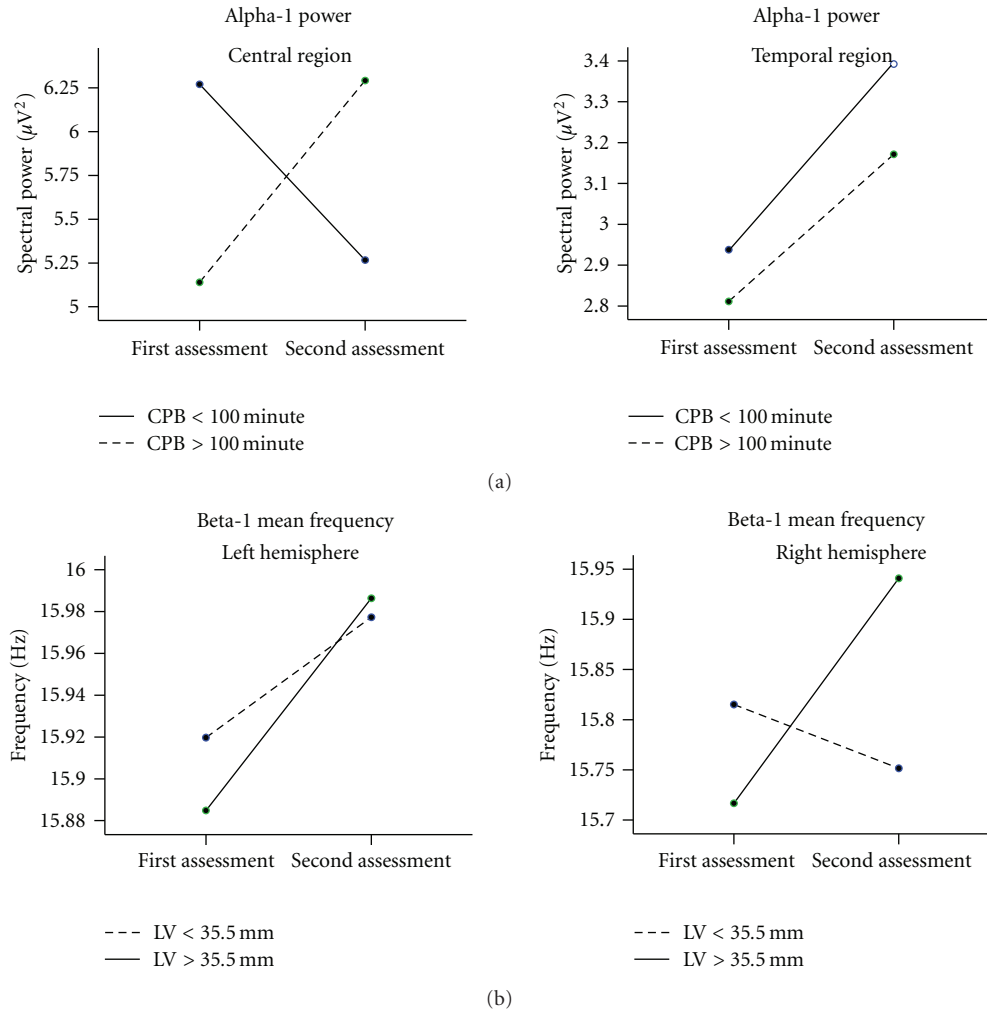 Alpha-1 power
Central region
Spectral power (μV²)
6.25
6
5.75
5.5
5.25
5
First assessment Second assessment
CPB < 100 minute
CPB > 100 minute
Alpha-1 power
Temporal region
Spectral power (μV²)
3.4
3.3
3.2
3.1
3
2.9
2.8
First assessment Second assessment
CPB < 100 minute
CPB > 100 minute
(a)
Beta-1 mean frequency
Left hemisphere
Frequency (Hz)
16
15.98
15.96
15.94
15.92
15.9
15.88
First assessment Second assessment
LV < 35.5 mm
LV > 35.5 mm
Beta-1 mean frequency
Right hemisphere
Frequency (Hz)
15.95
15.9
15.85
15.8
15.75
15.7
First assessment Second assessment
LV < 35.5 mm
LV > 35.5 mm
(b)